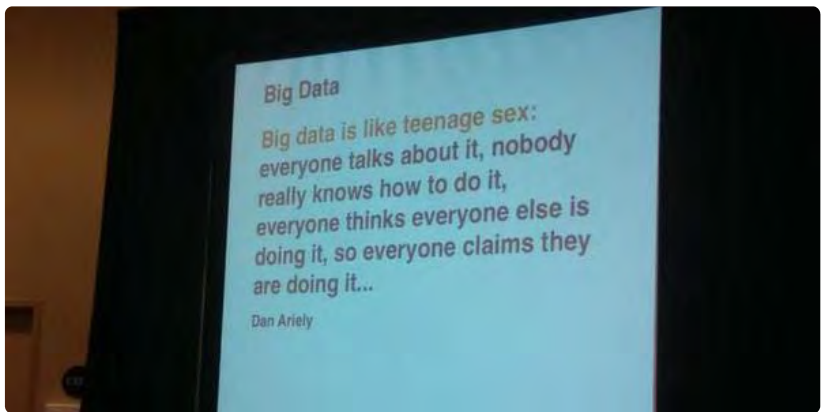 Big Data
Big data is like teenage sex:
everyone talks about it, nobody
really knows how to do it,
everyone thinks everyone else is
doing it, so everyone claims they
are doing it...
Dan Ariely